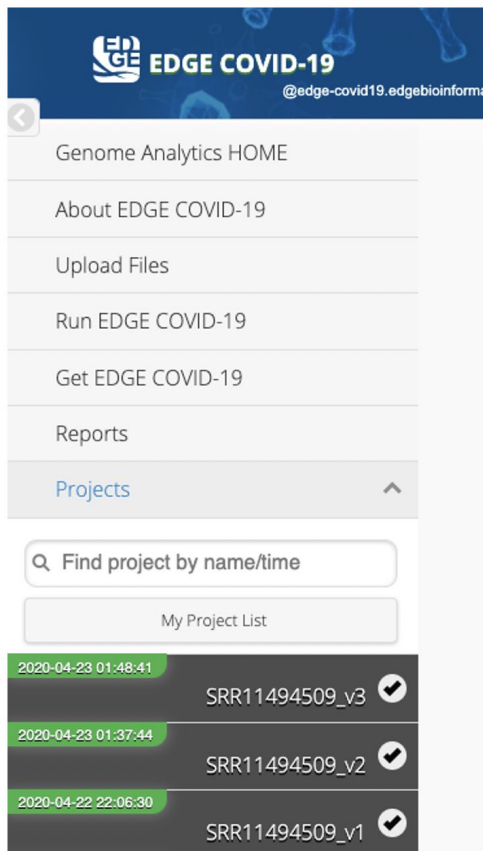 ED
GE
EDGE COVID-19
@edge-covid19.edgebioinforma
Genome Analytics HOME
About EDGE COVID-19
Upload Files
Run EDGE COVID-19
Get EDGE COVID-19
Reports
Projects
Find project by name/time
My Project List
2020-04-23 01:48:41
SRR11494509_v3
2020-04-23 01:37:44
SRR11494509_v2
2020-04-22 22:06:30
SRR11494509_v1